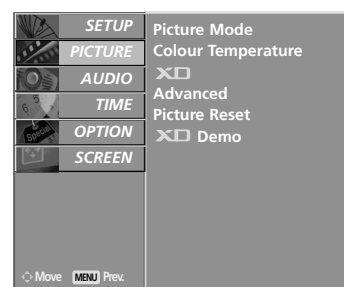 SETUP
PICTURE
AUDIO
TIME
OPTION
SCREEN
Move MENU Prev.
Picture Mode
Colour Temperature
XD
Advanced
Picture Reset
XD Demo
Special